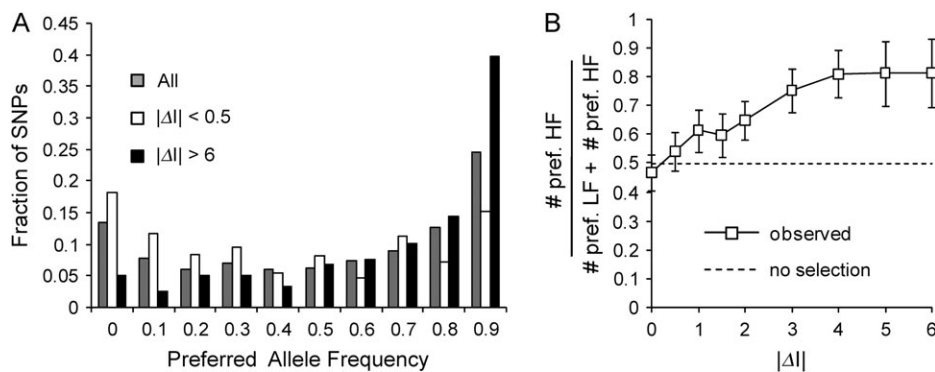 A
Fraction of SNPs
0.45
0.4
0.35
0.3
0.25
0.2
0.15
0.1
0.05
0
All
|ΔI| < 0.5
|ΔI| > 6
0 0.1 0.2 0.3 0.4 0.5 0.6 0.7 0.8 0.9
Preferred Allele Frequency
B
# pref. HF
# pref. LF + # pref. HF
1
0.9
0.8
0.7
0.6
0.5
0.4
0.3
0.2
0.1
0
observed
no selection
0 1 2 3 4 5 6
|ΔI|